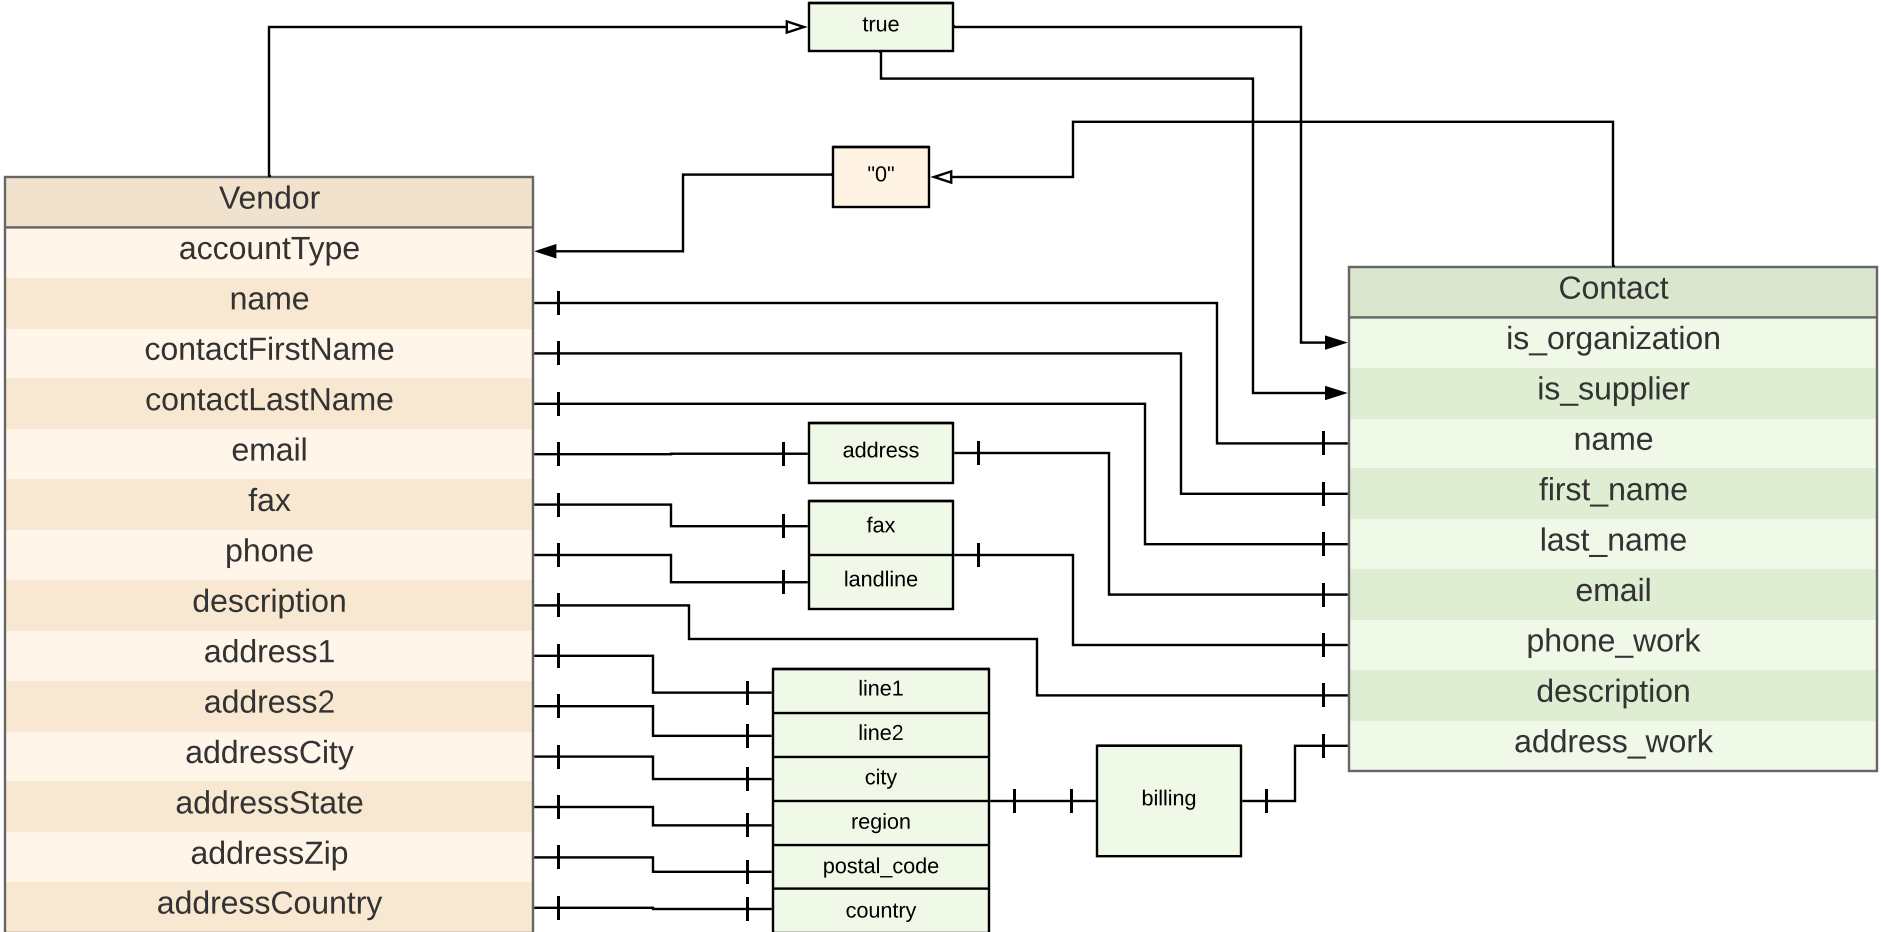 true
"0"
Vendor
accountType
name
contactFirstName
contactLastName
email
fax
phone
description
address1
address2
addressCity
addressState
addressZip
addressCountry
address
fax
landline
line1
line2
city
region
postal_code
country
billing
Contact
is_organization
is_supplier
name
first_name
last_name
email
phone_work
description
address_work